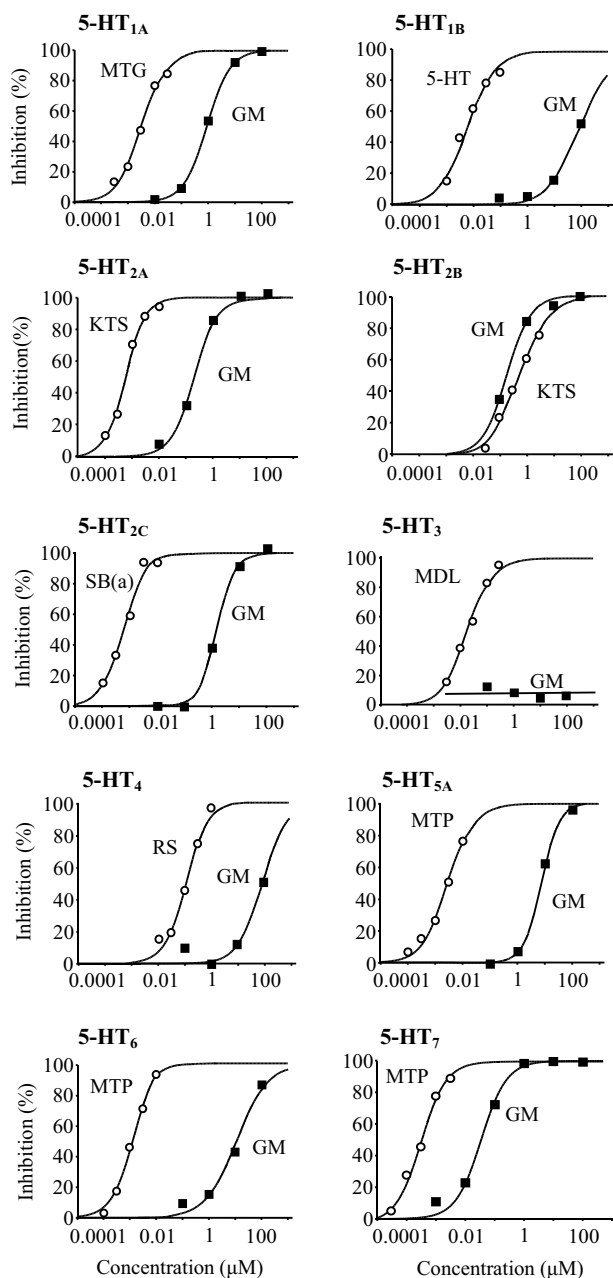 5-HT1A
Inhibition (%)
100
80
60
40
20
0
MTG
GM
0.0001 0.01 1 100
5-HT1B
100
80
60
40
20
0
5-HT
GM
0.0001 0.01 1 100
5-HT2A
Inhibition(%)
100
80
60
40
20
0
KTS
GM
0.0001 0.01 1 100
5-HT2B
100
80
60
40
20
0
GM
KTS
0.0001 0.01 1 100
5-HT2C
Inhibition (%)
100
80
60
40
20
0
SB(a)
GM
0.0001 0.01 1 100
5-HT3
100
80
60
40
20
0
MDL
GM
0.0001 0.01 1 100
5-HT4
Inhibition (%)
100
80
60
40
20
0
RS
GM
0.0001 0.01 1 100
5-HT5A
100
80
60
40
20
0
MTP
GM
0.0001 0.01 1 100
5-HT6
Inhibition (%)
100
80
60
40
20
0
MTP
GM
0.0001 0.01 1 100
Concentration (μM)
5-HT7
100
80
60
40
20
0
MTP
GM
0.0001 0.01 1 100
Concentration (μM)